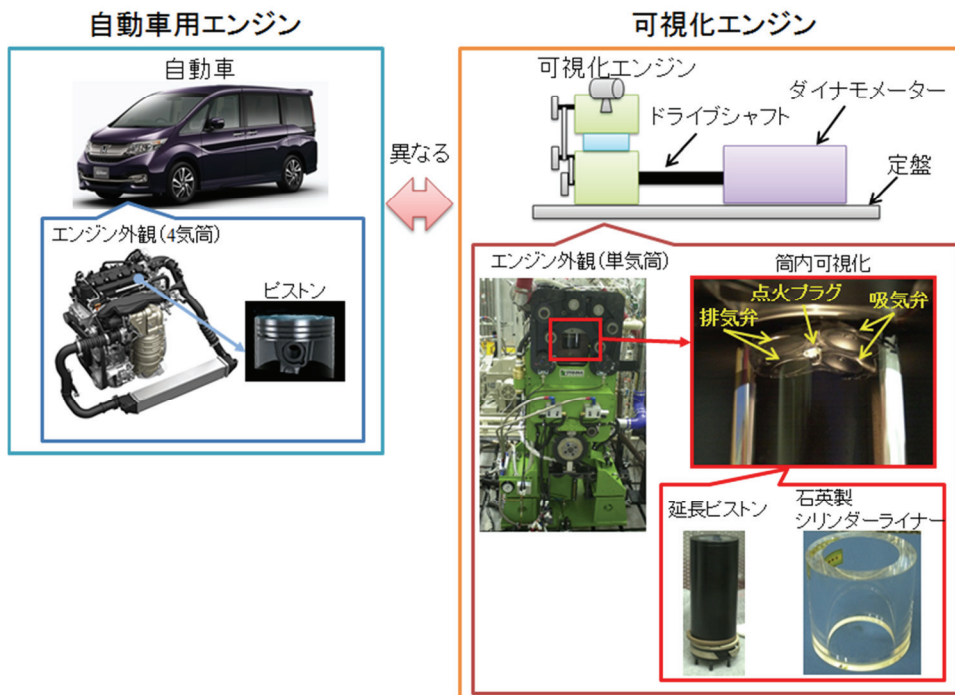 自動車用エンジン
自動車
エンジン外観(4気筒)
ピストン
異なる
可視化エンジン
可視化エンジン
ドライブシャフト
ダイナモメーター
定盤
エンジン外観(単気筒)
筒内可視化
点火プラグ
排気弁
吸気弁
延長ピストン
石英製
シリンダーライナー